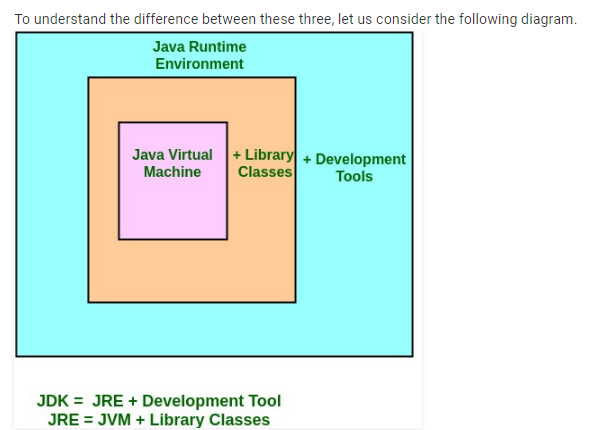 To understand the difference between these three, let us consider the following diagram.
Java Runtime
Environment
Java Virtual
Machine
+ Library
Classes
+ Development
Tools
JDK = JRE + Development Tool
JRE = JVM + Library Classes